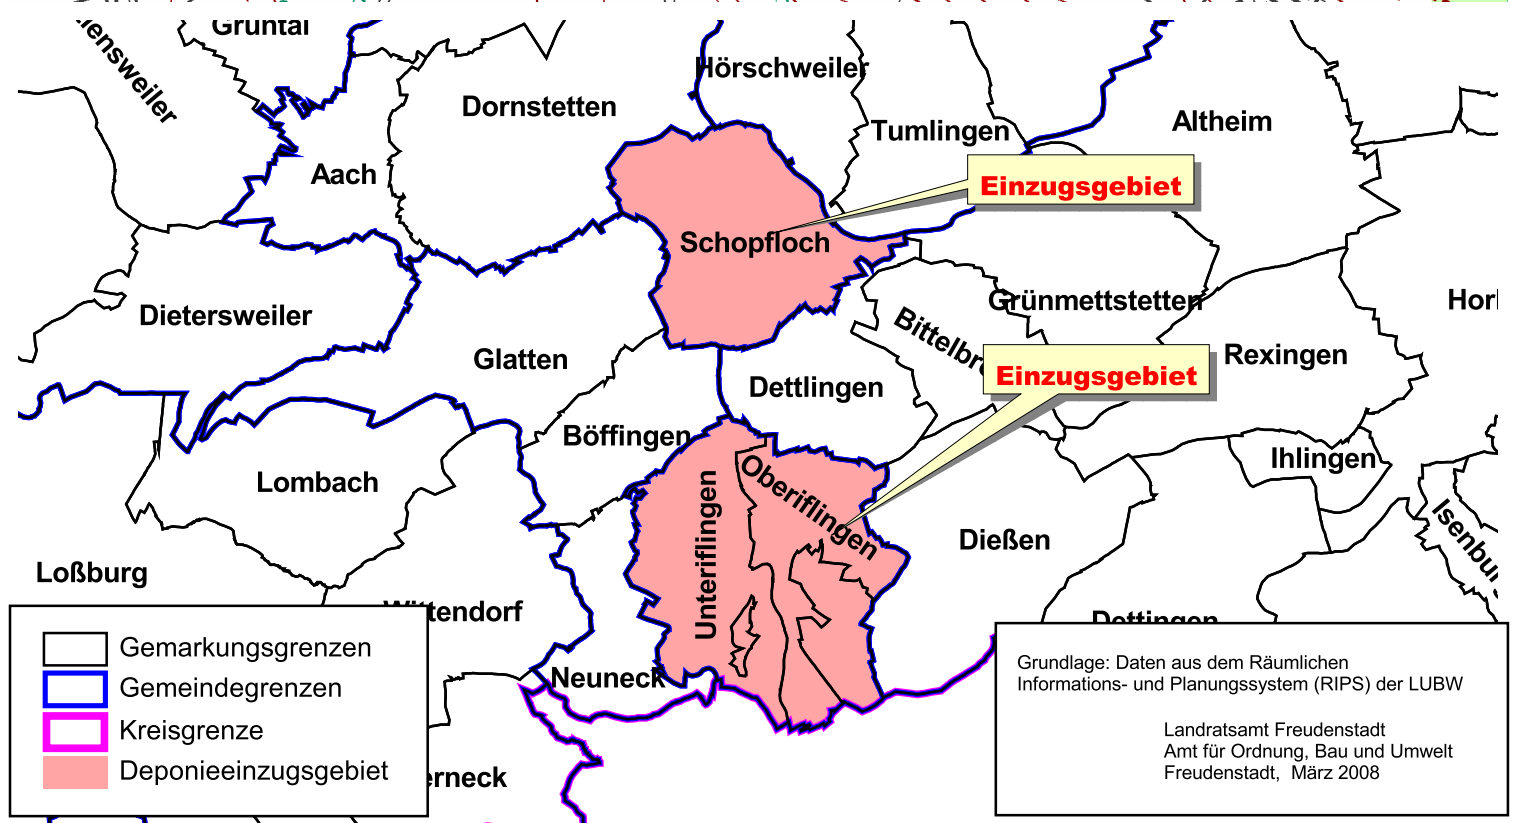 Grüntal
Hörschweiler
Dornstetten
Tumlingen
Altheim
Aach
Einzugsgebiet
Schopfloch
Dietersweiler
Grünmettstetten
Glatten
Rexingen
Einzugsgebiet
Dettlingen
Böffingen
Lombach
Ihlingen
Oberiflingen
Unteriflingen
Dießen
Loßburg
Neuneck
Gemarkungsgrenzen
Gemeindegrenzen
Kreisgrenze
Deponieeinzugsgebiet
Grundlage: Daten aus dem Räumlichen
Informations- und Planungssystem (RIPS) der LUBW
Landratsamt Freudenstadt
Amt für Ordnung, Bau und Umwelt
Freudenstadt, März 2008